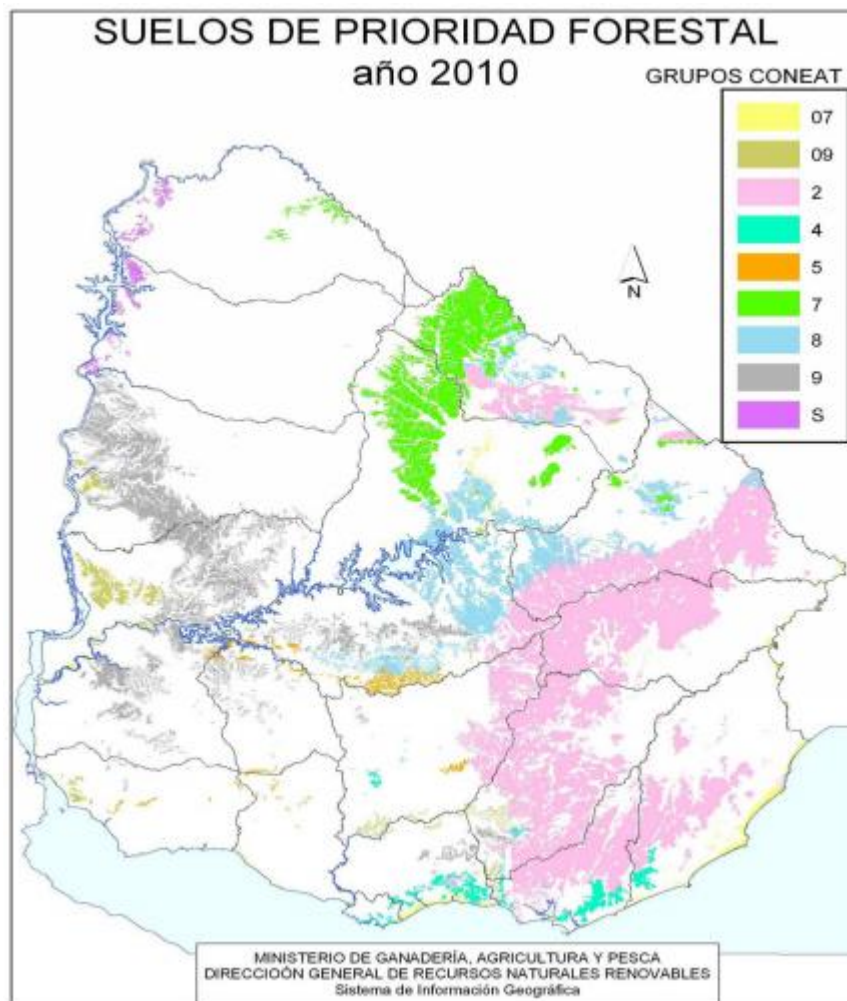 SUELOS DE PRIORIDAD FORESTAL
año 2010
GRUPOS CONEAT
07
09
2
4
5
7
8
9
S
N
MINISTERIO DE GANADERÍA, AGRICULTURA Y PESCA
DIRECCIOÓN GENERAL DE RECURSOS NATURALES RENOVABLES
Sistema de Información Geográfica